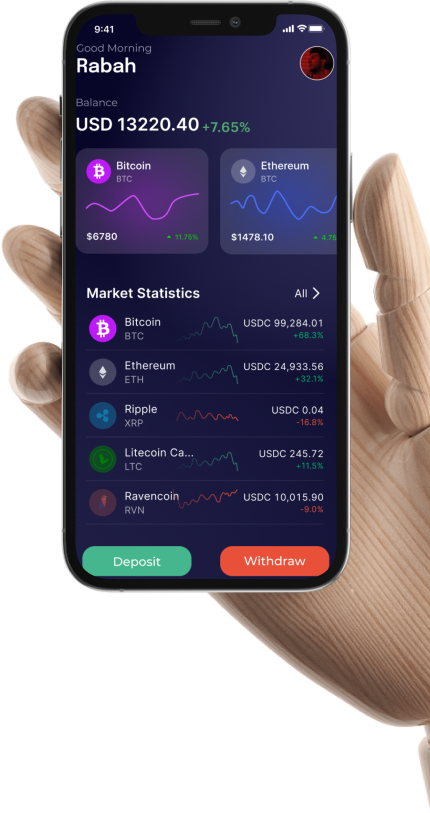 9:41
Good Morning
Rabah
Balance
USD 13220.40 +7.65%
Bitcoin
BTC
$6780
11,75%
Ethereum
BTC
$1478.10
Market Statistics
All
Bitcoin
BTC
USDC 99,284.01
+68.3%
Ethereum
ETH
USDC 24,933.56
+32.1%
Ripple
XRP
USDC 0.04
-16.8%
Litecoin Ca...
LTC
USDC 245.72
+11.5%
Ravencoin
RVN
USDC 10,015.90
-9.0%
Deposit
Withdraw